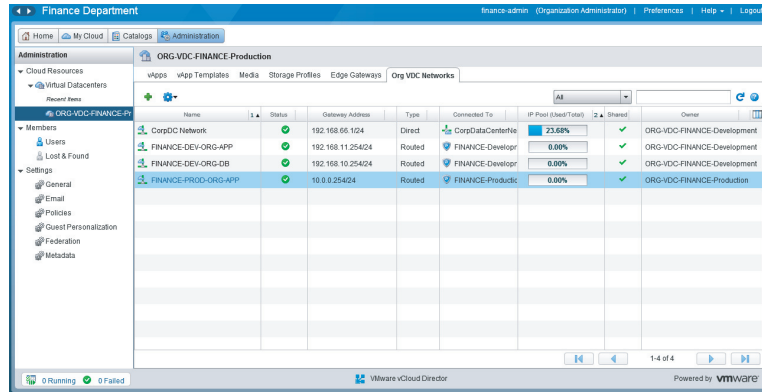 Finance Department finance-admin (Organization Administrator) | Preferences | Help | Logout
Home My Cloud Catalogs Administration
Administration ORG-VDC-FINANCE-Production
Cloud Resources
Virtual Datacenters
Recent Items
ORG-VDC-FINANCE-Pr
Members
Users
Lost & Found
Settings
General
Email
Policies
Guest Personalization
Federation
Metadata
vApps vApp Templates Media Storage Profiles Edge Gateways Org VDC Networks
All
Name 1 Status Gateway Address Type Connected To IP Pool (Used/Total) 2 Shared Owner
CorpDC Network 192.168.66.1/24 Direct CorpDataCenterNe 23.68% ORG-VDC-FINANCE-Development
FINANCE-DEV-ORG-APP 192.168.11.254/24 Routed FINANCE-Develop 0.00% ORG-VDC-FINANCE-Development
FINANCE-DEV-ORG-DB 192.168.10.254/24 Routed FINANCE-Develop 0.00% ORG-VDC-FINANCE-Development
FINANCE-PROD-ORG-APP 10.0.0.254/24 Routed FINANCE-Productic 0.00% ORG-VDC-FINANCE-Production
1-4 of 4
0 Running 0 Failed VMware vCloud Director Powered by vmware